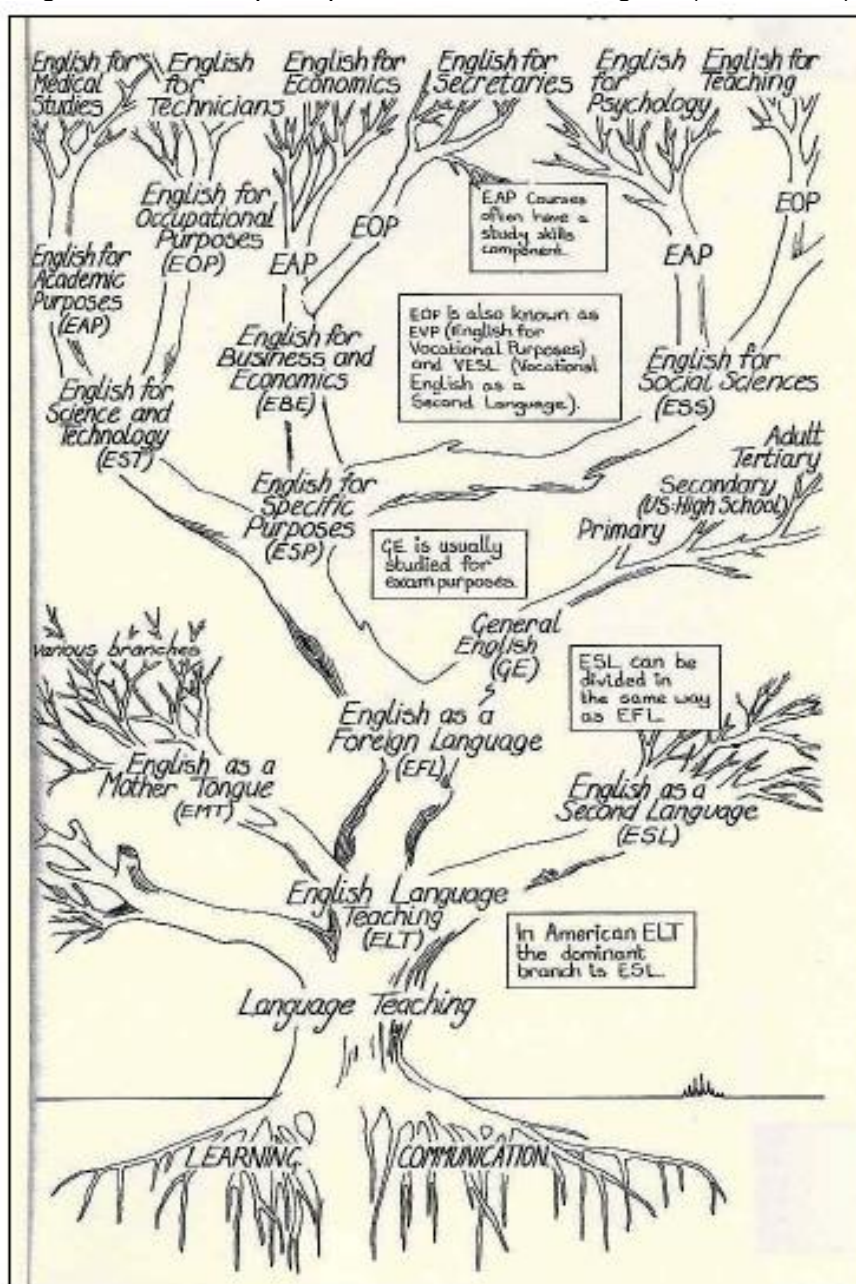 English for
Medical
Studies
English
for
Technicians
English for
Economics
English for
Secretaries
English
for
Psychology
English for
Teaching
English for
Occupational
Purposes
(EOP)
EAP Courses
often have a
study skills
component.
EOP
EOP
English for
Academic
Purposes
(EAP)
EAP
EAP
EOP is also known as
EVP (English for
Vocational Purposes)
and VESL (Vocational
English as a
Second Language).
English for
Business and
Economics
(EBE)
English for
Social Sciences
(ESS)
English for
Science and
Technology
(EST)
Adult
Tertiary
Secondary
(US:High School)
Primary
English for
Specific
Purposes
(ESP)
GE is usually
studied for
exam purposes.
General
English
(GE)
various branches
ESL can be
divided in
the same way
as EFL.
English as a
Foreign Language
(EFL)
English as a
Mother Tongue
(EMT)
English as a
Second Language
(ESL)
English Language
Teaching
(ELT)
In American ELT
the dominant
branch is ESL.
Language Teaching
LEARNING
COMMUNICATION